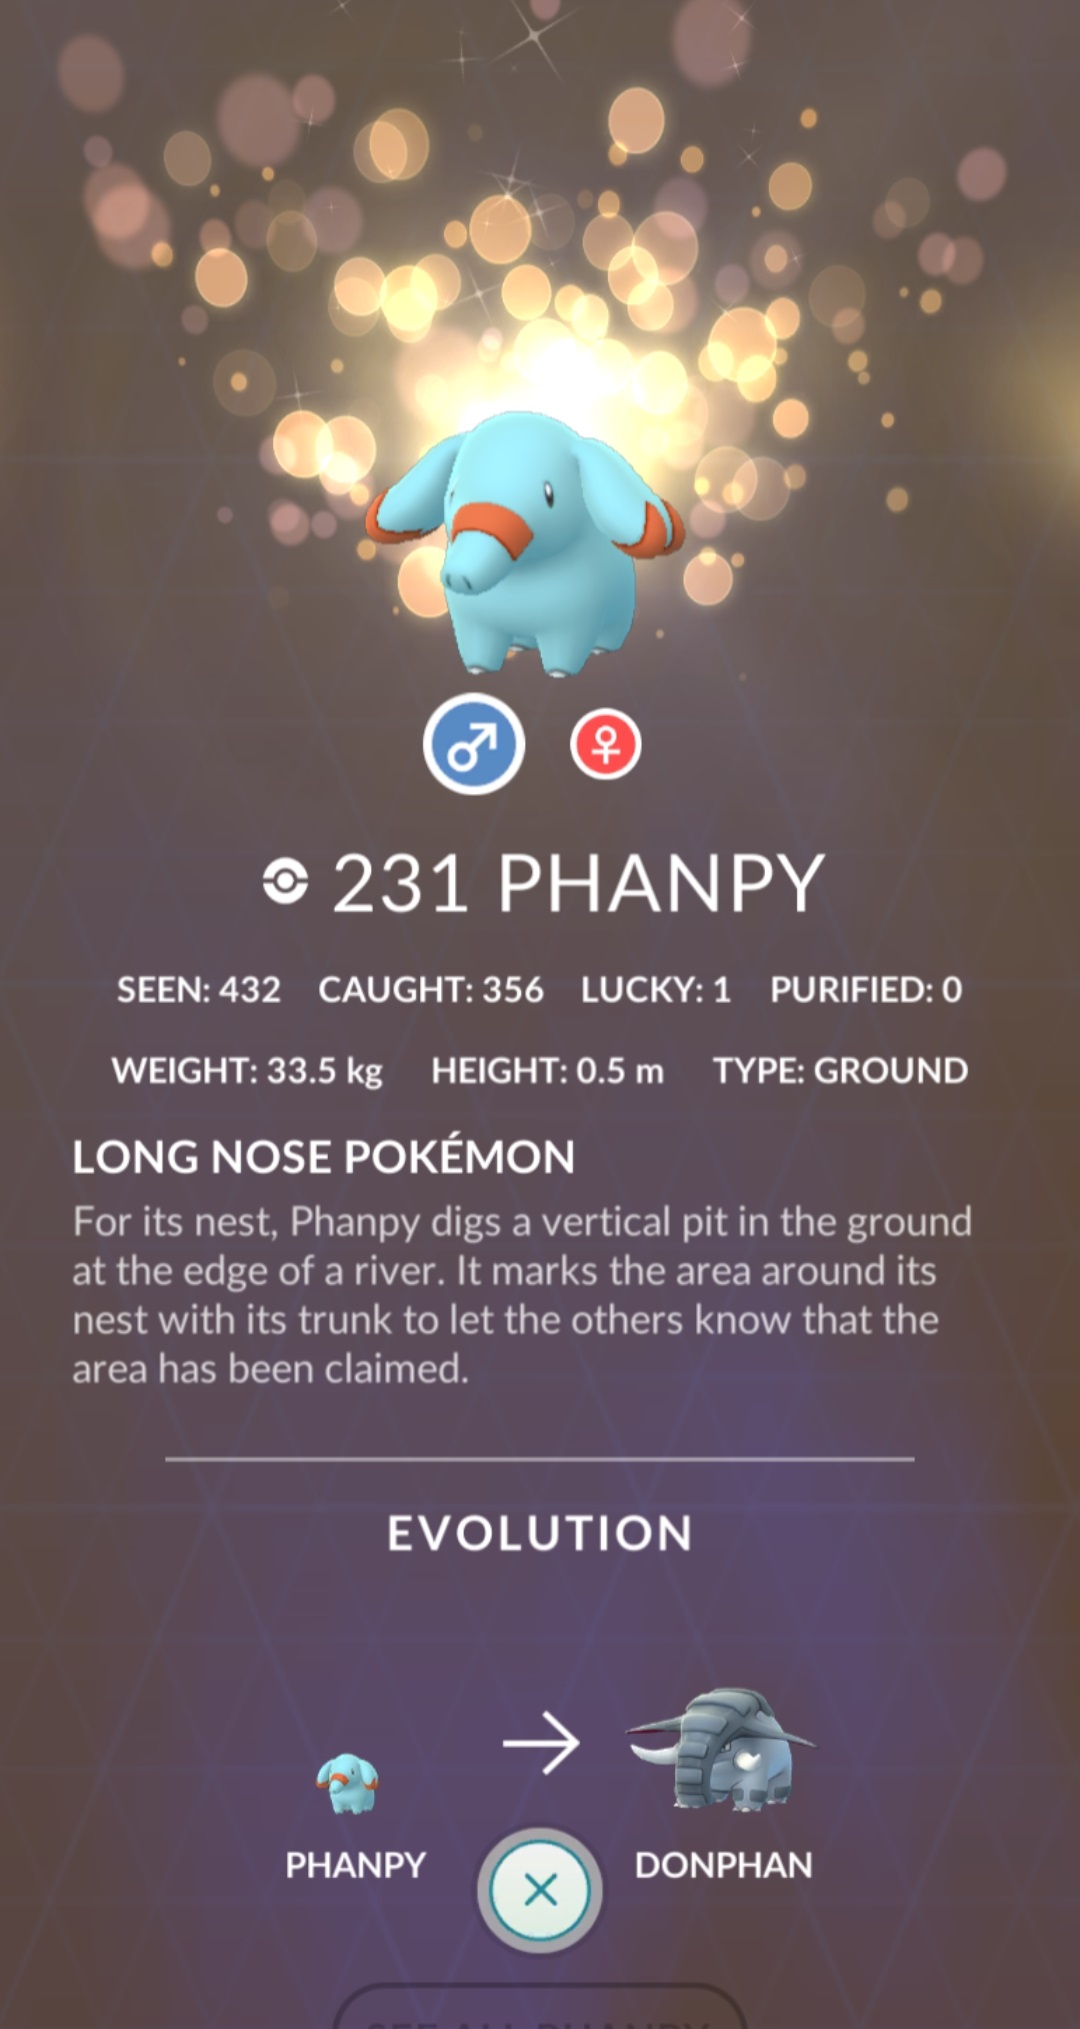 231 PHANPY
SEEN: 432 CAUGHT: 356 LUCKY: 1 PURIFIED: 0
WEIGHT: 33.5 kg HEIGHT: 0.5 m TYPE: GROUND
LONG NOSE POKÉMON
For its nest, Phanpy digs a vertical pit in the ground
at the edge of a river. It marks the area around its
nest with its trunk to let the others know that the
area has been claimed.
EVOLUTION
PHANPY DONPHAN
SEE ALL PHANPY